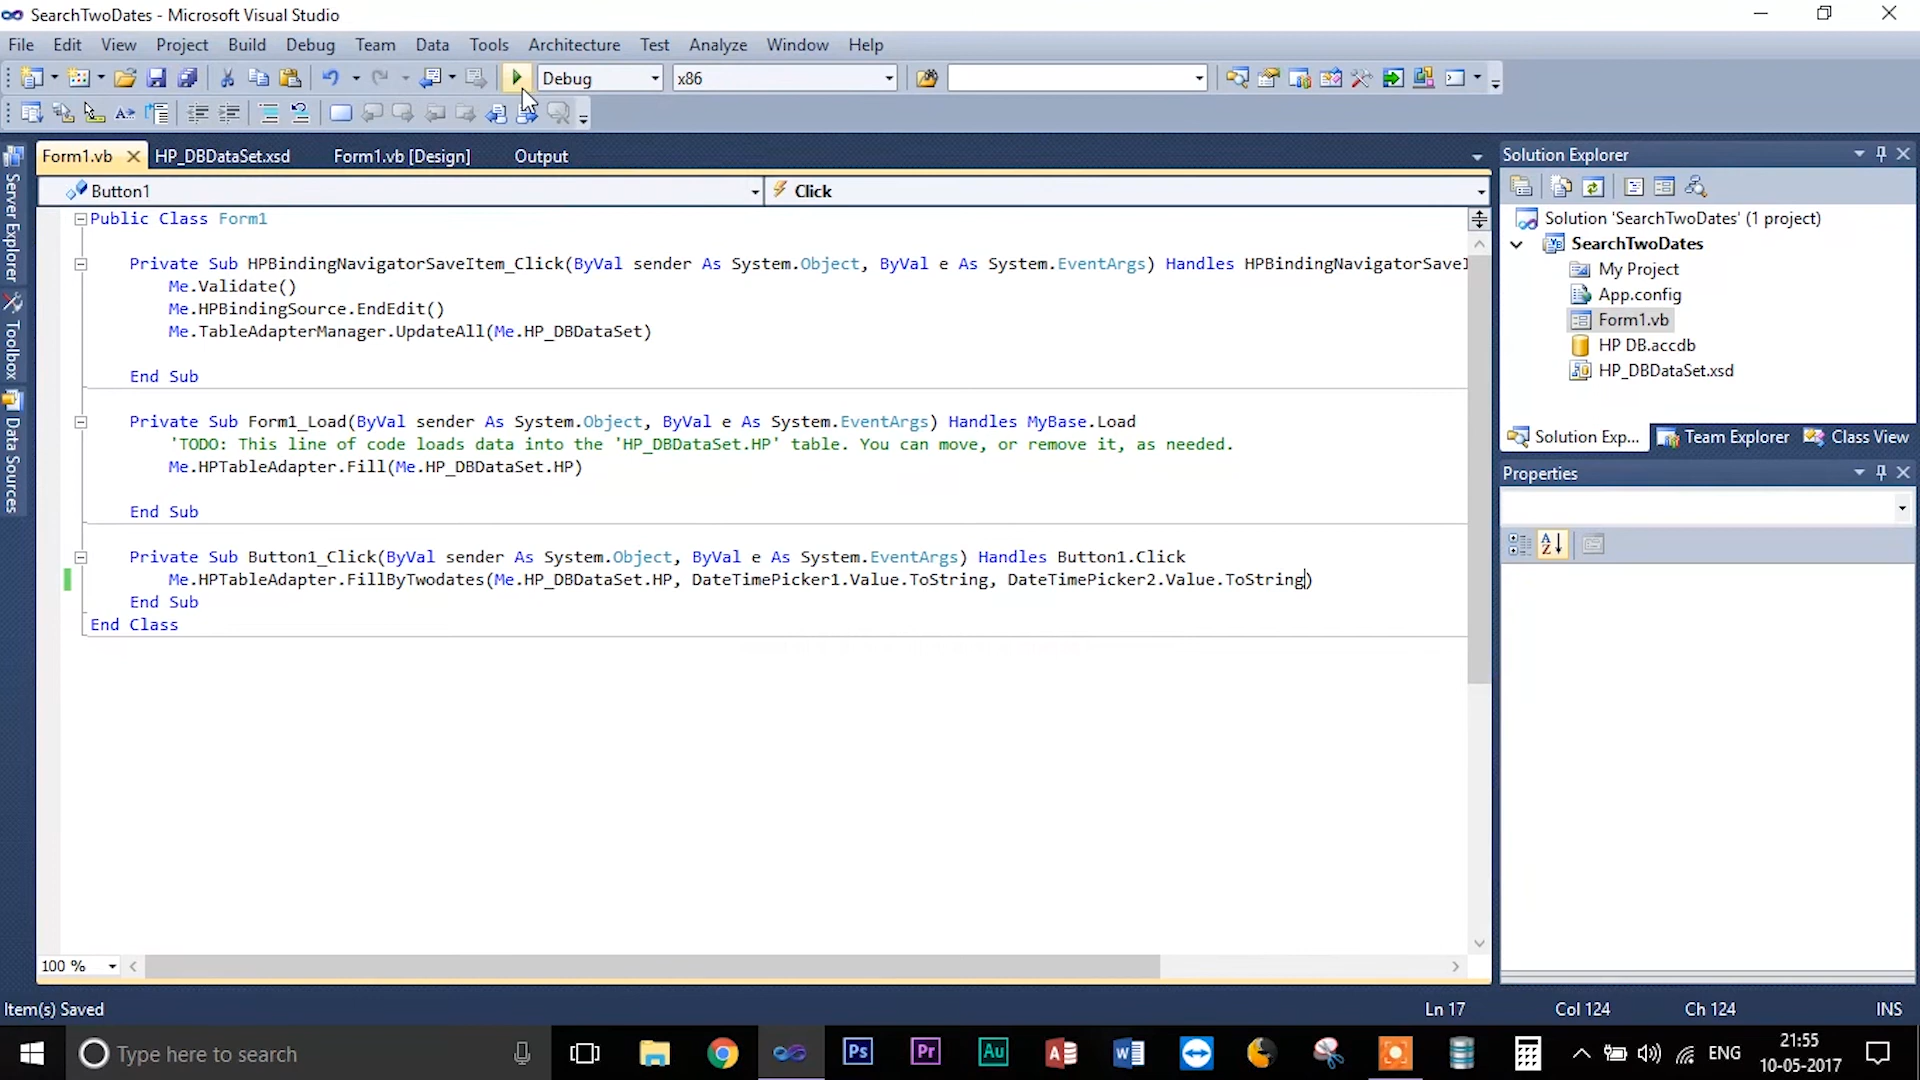 SearchTwoDates - Microsoft Visual Studio
File Edit View Project Build Debug Team Data Tools Architecture Test Analyze Window Help
Debug x86
Form1.vb HP_DBDataSet.xsd Form1.vb [Design] Output
Button1 Click
Server Explorer
Toolbox
Data Sources
Public Class Form1
Private Sub HPBindingNavigatorSaveItem_Click(ByVal sender As System.Object, ByVal e As System.EventArgs) Handles HPBindingNavigatorSaveI
Me.Validate()
Me.HPBindingSource.EndEdit()
Me.TableAdapterManager.UpdateAll(Me.HP_DBDataSet)
End Sub
Private Sub Form1_Load(ByVal sender As System.Object, ByVal e As System.EventArgs) Handles MyBase.Load
'TODO: This line of code loads data into the 'HP_DBDataSet.HP' table. You can move, or remove it, as needed.
Me.HPTableAdapter.Fill(Me.HP_DBDataSet.HP)
End Sub
Private Sub Button1_Click(ByVal sender As System.Object, ByVal e As System.EventArgs) Handles Button1.Click
Me.HPTableAdapter.FillByTwodates(Me.HP_DBDataSet.HP, DateTimePicker1.Value.ToString, DateTimePicker2.Value.ToString)
End Sub
End Class
100 %
Solution Explorer
Solution 'SearchTwoDates' (1 project)
SearchTwoDates
My Project
App.config
Form1.vb
HP DB.accdb
HP_DBDataSet.xsd
Solution Exp... Team Explorer Class View
Properties
Item(s) Saved Ln 17 Col 124 Ch 124 INS
Type here to search
Ps Pr Au
ENG
21:55
10-05-2017